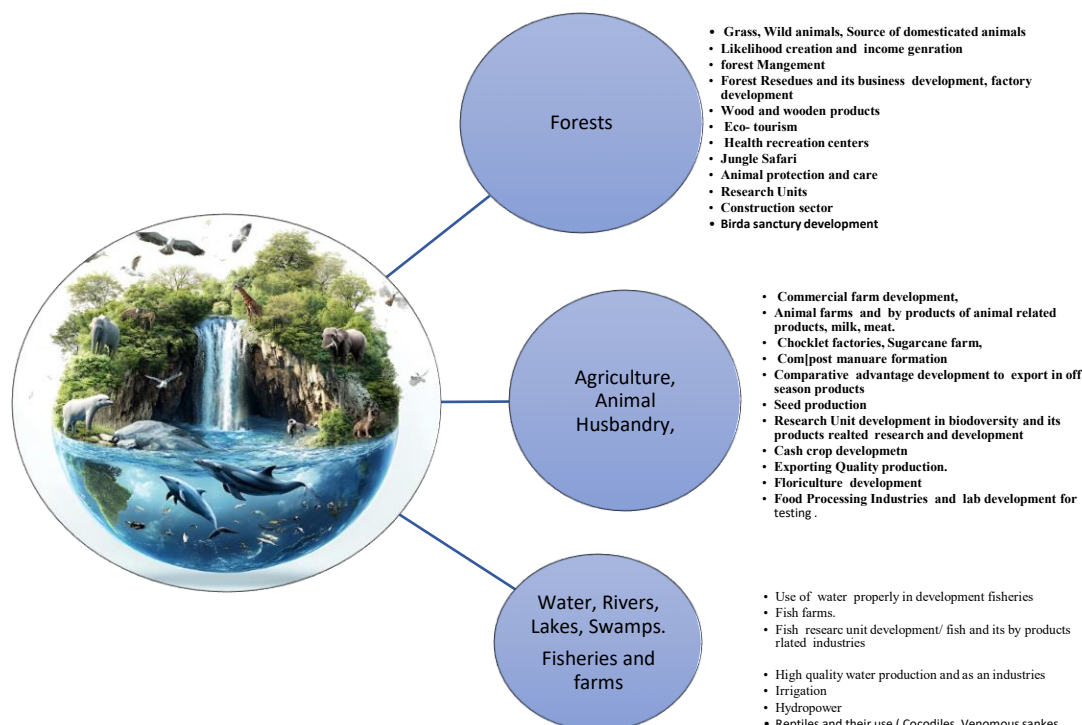 Forests
• Grass, Wild animals, Source of domesticated animals
• Likelihood creation and income genration
• forest Mangement
• Forest Resedues and its business development, factory
development
• Wood and wooden products
• Eco- tourism
• Health recreation centers
• Jungle Safari
• Animal protection and care
• Research Units
• Construction sector
• Birda sanctury development
Agriculture,
Animal
Husbandry,
• Commercial farm development,
• Animal farms and by products of animal related
products, milk, meat.
• Chocklet factories, Sugarcane farm,
• Com[post manuare formation
• Comparative advantage development to export in off
season products
• Seed production
• Research Unit development in biodoversity and its
products realted research and development
• Cash crop developmetn
• Exporting Quality production.
• Floriculture development
• Food Processing Industries and lab development for
testing .
Water, Rivers,
Lakes, Swamps.
Fisheries and
farms
• Use of water properly in development fisheries
• Fish farms.
• Fish researc unit development/ fish and its by products
rlated industries
• High quality water production and as an industries
• Irrigation
• Hydropower
• Reptiles and their use ( Cocodiles, Venomous sankes